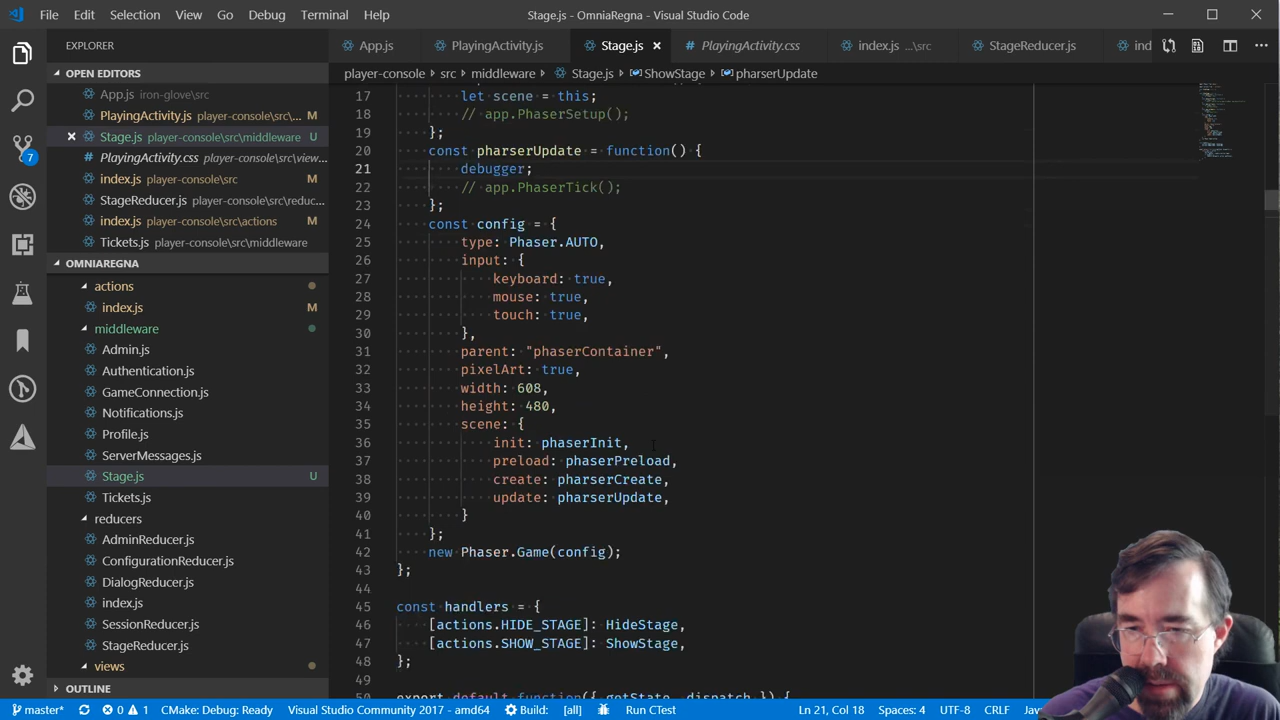 File Edit Selection View Go Debug Terminal Help
Stage.js - OmniaRegna - Visual Studio Code
EXPLORER
App.js
PlayingActivity.js
Stage.js
PlayingActivity.css
index.js ...\src
StageReducer.js
ind
OPEN EDITORS
App.js iron-glove\src
PlayingActivity.js player-console\src\...
Stage.js player-console\src\middleware U
PlayingActivity.css player-console\src\view...
index.js player-console\src M
StageReducer.js player-console\src\reduc...
index.js player-console\src\actions M
Tickets.js player-console\src\middleware
7
OMNIAREGNA
actions
index.js M
middleware
Admin.js
Authentication.js
GameConnection.js
Notifications.js
Profile.js
ServerMessages.js
Stage.js U
Tickets.js
reducers
AdminReducer.js
ConfigurationReducer.js
DialogReducer.js
index.js
SessionReducer.js
StageReducer.js
views
OUTLINE
player-console > src > middleware > Stage.js > ShowStage > pharserUpdate
17 let scene = this;
18 // app.PhaserSetup();
19 };
20 const pharserUpdate = function() {
21 debugger;
22 // app.PhaserTick();
23 };
24 const config = {
25 type: Phaser.AUTO,
26 input: {
27 keyboard: true,
28 mouse: true,
29 touch: true,
30 },
31 parent: "phaserContainer",
32 pixelArt: true,
33 width: 608,
34 height: 480,
35 scene: {
36 init: phaserInit,
37 preload: phaserPreload,
38 create: pharserCreate,
39 update: pharserUpdate,
40 }
41 };
42 new Phaser.Game(config);
43 };
44
45 const handlers = {
46 [actions.HIDE_STAGE]: HideStage,
47 [actions.SHOW_STAGE]: ShowStage,
48 };
50 export default function({ getState, dispatch }) {
master* 0 1 CMake: Debug: Ready Visual Studio Community 2017 - amd64 Build: [all] Run CTest Ln 21, Col 18 Spaces: 4 UTF-8 CRLF